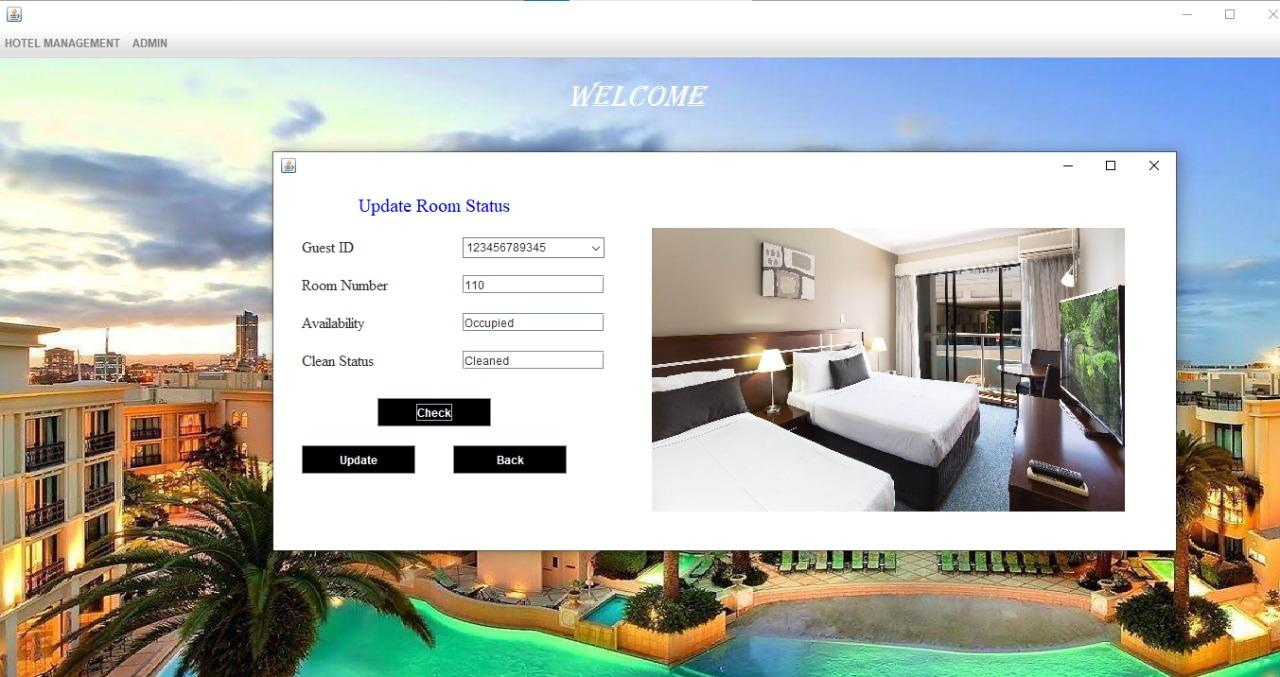 HOTEL MANAGEMENT ADMIN
WELCOME
Update Room Status
Guest ID 123456789345
Room Number 110
Availability Occupied
Clean Status Cleaned
Check
Update Back